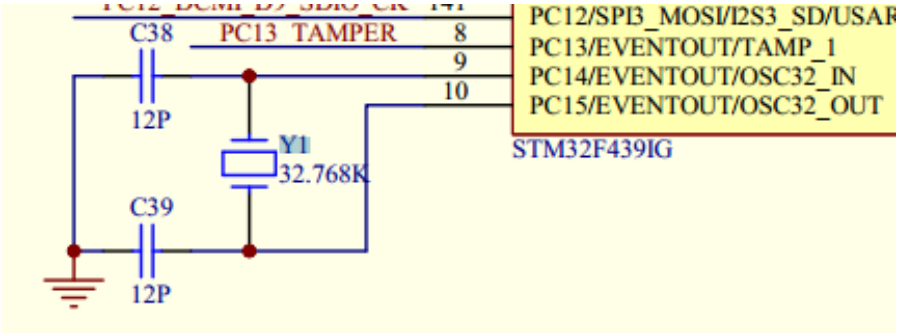 PC12_DCMI_D9_SDIO_CK 141 PC12/SPI3_MOSI/I2S3_SD/USAR
C38 PC13_TAMPER 8 PC13/EVENTOUT/TAMP_1
9 PC14/EVENTOUT/OSC32_IN
10 PC15/EVENTOUT/OSC32_OUT
12P
Y1 STM32F439IG
32.768K
C39
12P